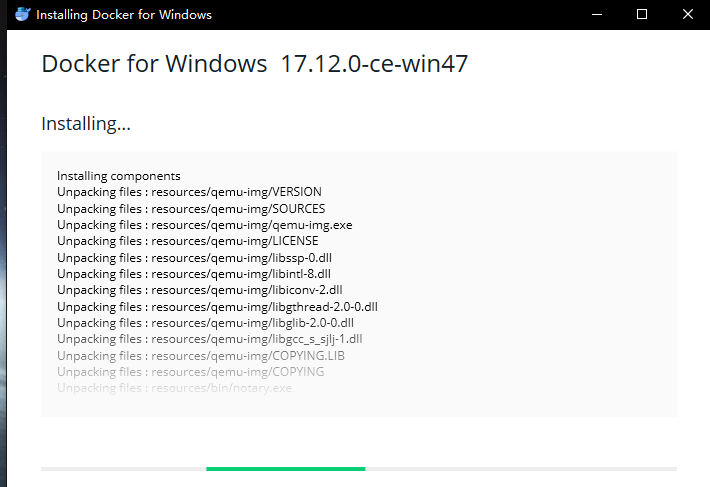 Installing Docker for Windows
Docker for Windows 17.12.0-ce-win47
Installing...
Installing components
Unpacking files : resources/qemu-img/VERSION
Unpacking files : resources/qemu-img/SOURCES
Unpacking files : resources/qemu-img/qemu-img.exe
Unpacking files : resources/qemu-img/LICENSE
Unpacking files : resources/qemu-img/libssp-0.dll
Unpacking files : resources/qemu-img/libintl-8.dll
Unpacking files : resources/qemu-img/libiconv-2.dll
Unpacking files : resources/qemu-img/libgthread-2.0-0.dll
Unpacking files : resources/qemu-img/libglib-2.0-0.dll
Unpacking files : resources/qemu-img/libgcc_s_sjlj-1.dll
Unpacking files : resources/qemu-img/COPYING.LIB
Unpacking files : resources/qemu-img/COPYING
Unpacking files : resources/bin/notary.exe